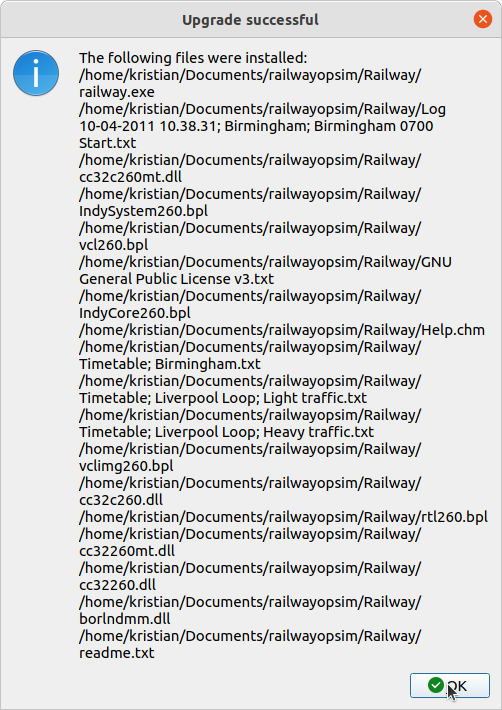 Upgrade successful
The following files were installed:
/home/kristian/Documents/railwayopsim/Railway/
railway.exe
/home/kristian/Documents/railwayopsim/Railway/Log
10-04-2011 10.38.31; Birmingham; Birmingham 0700
Start.txt
/home/kristian/Documents/railwayopsim/Railway/
cc32c260mt.dll
/home/kristian/Documents/railwayopsim/Railway/
IndySystem260.bpl
/home/kristian/Documents/railwayopsim/Railway/
vcl260.bpl
/home/kristian/Documents/railwayopsim/Railway/GNU
General Public License v3.txt
/home/kristian/Documents/railwayopsim/Railway/
IndyCore260.bpl
/home/kristian/Documents/railwayopsim/Railway/Help.chm
/home/kristian/Documents/railwayopsim/Railway/
Timetable; Birmingham.txt
/home/kristian/Documents/railwayopsim/Railway/
Timetable; Liverpool Loop; Light traffic.txt
/home/kristian/Documents/railwayopsim/Railway/
Timetable; Liverpool Loop; Heavy traffic.txt
/home/kristian/Documents/railwayopsim/Railway/
vclimg260.bpl
/home/kristian/Documents/railwayopsim/Railway/
cc32c260.dll
/home/kristian/Documents/railwayopsim/Railway/rtl260.bpl
/home/kristian/Documents/railwayopsim/Railway/
cc32260mt.dll
/home/kristian/Documents/railwayopsim/Railway/
cc32260.dll
/home/kristian/Documents/railwayopsim/Railway/
borlndmm.dll
/home/kristian/Documents/railwayopsim/Railway/
readme.txt
OK